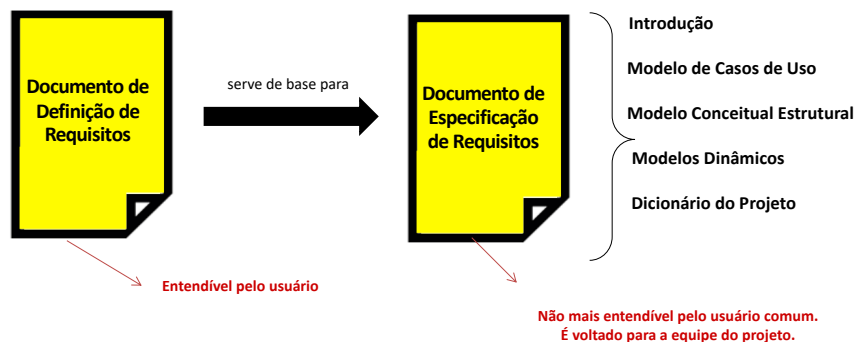 Documento de
Definição de
Requisitos
serve de base para
Documento de
Especificação
de Requisitos
Introdução
Modelo de Casos de Uso
Modelo Conceitual Estrutural
Modelos Dinâmicos
Dicionário do Projeto
Entendível pelo usuário
Não mais entendível pelo usuário comum.
É voltado para a equipe do projeto.